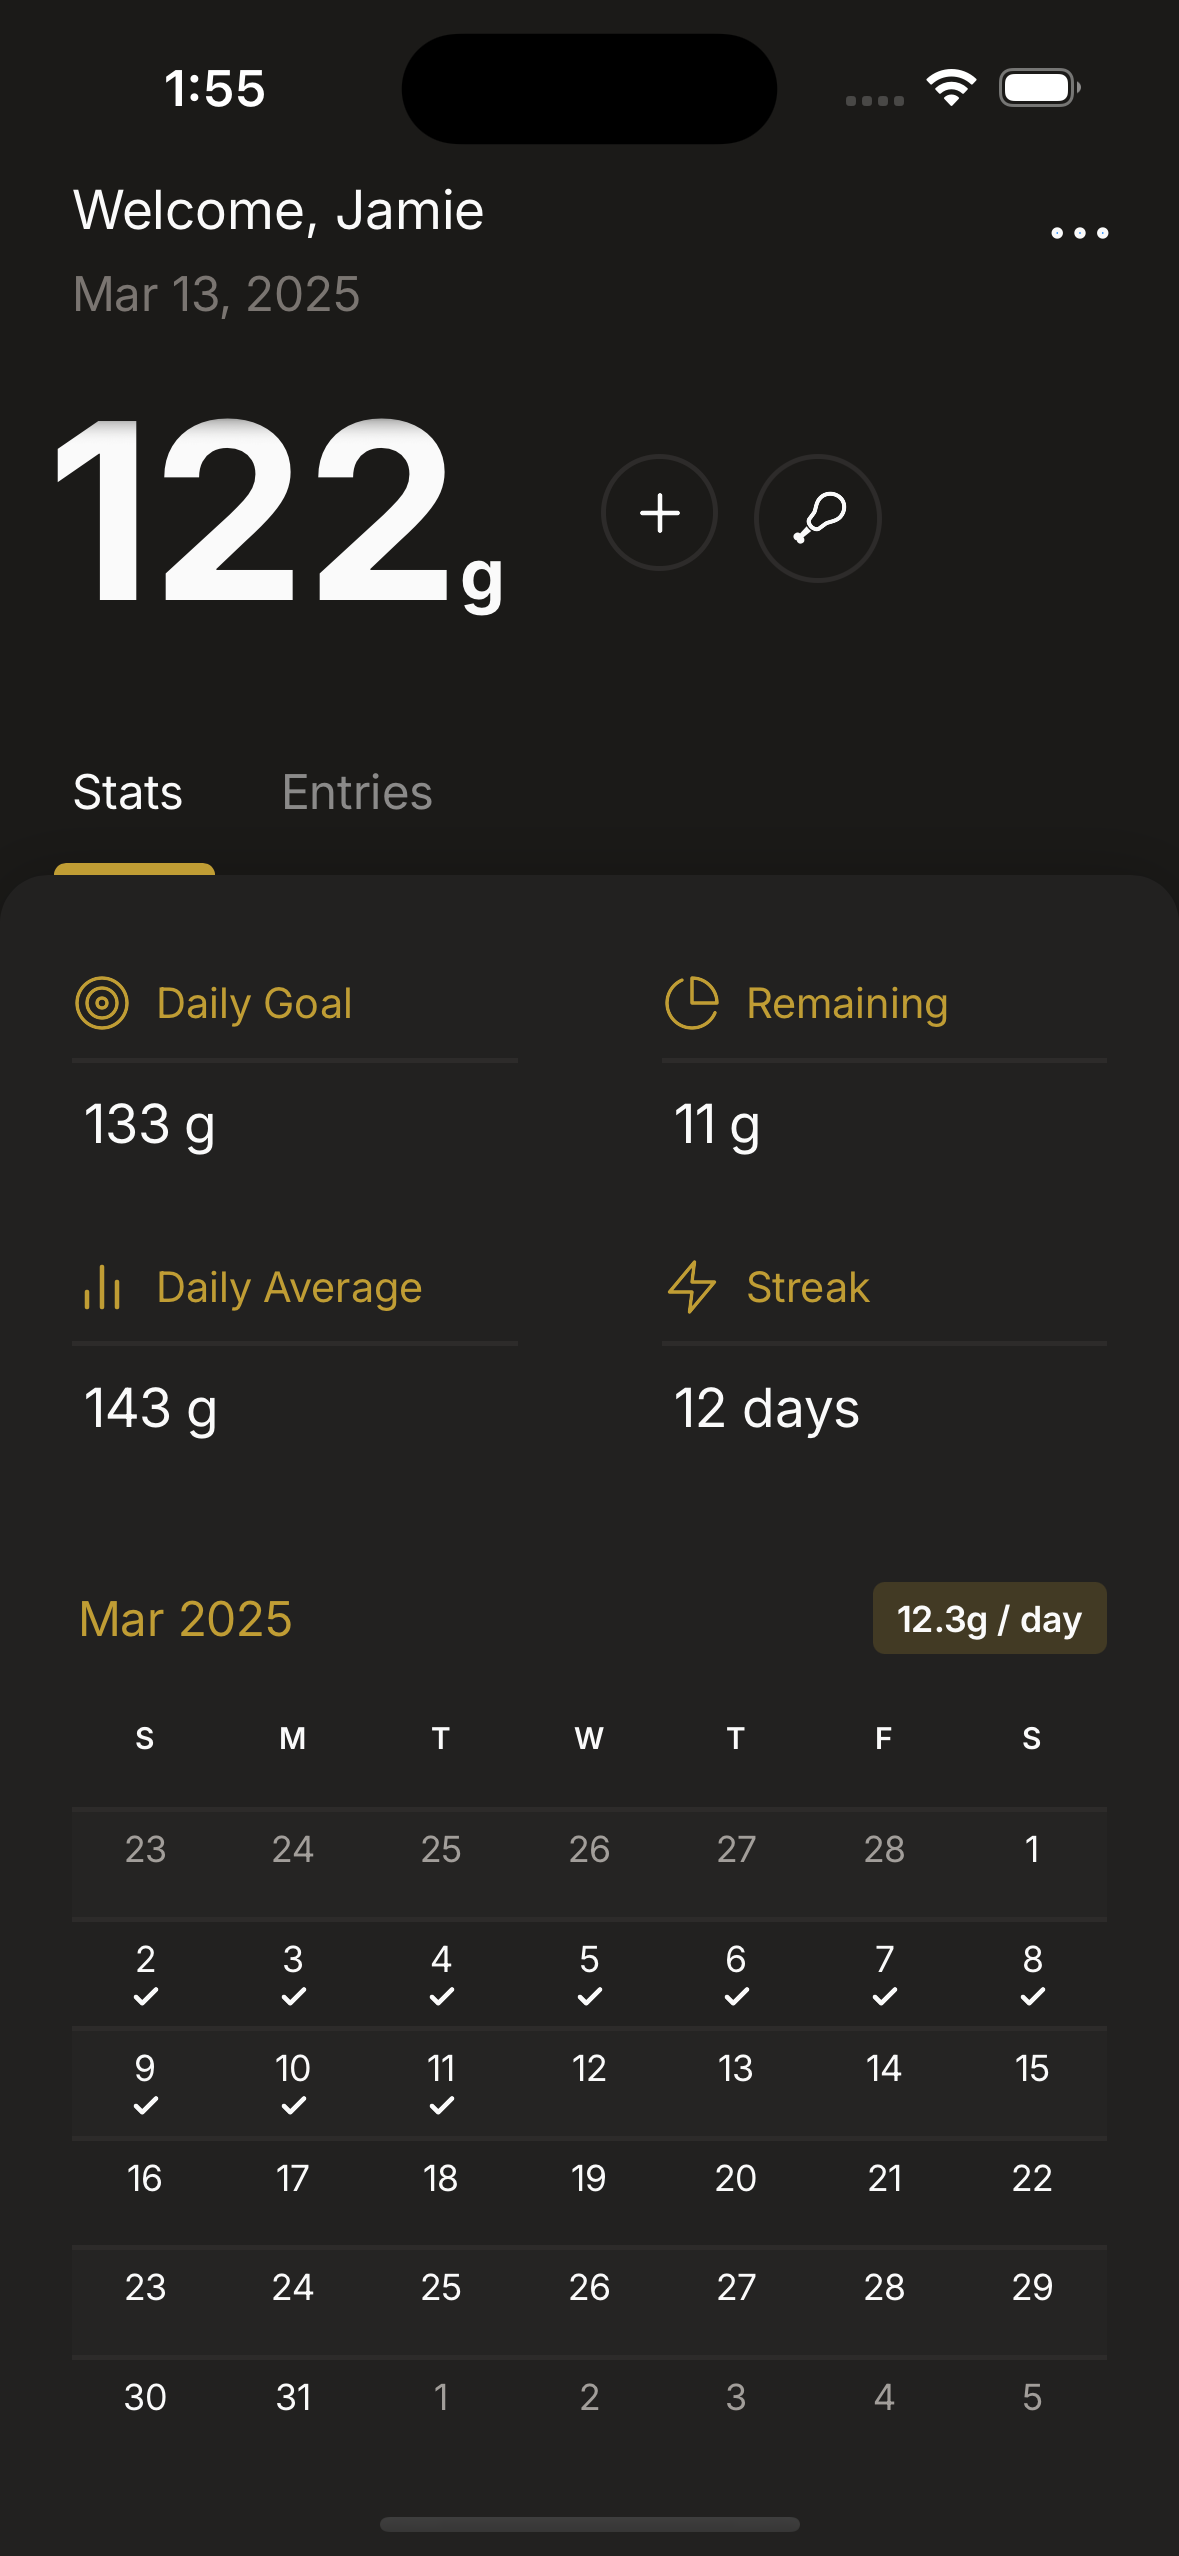 1:55
Welcome, Jamie
Mar 13, 2025
122g
Stats Entries
Daily Goal Remaining
133 g 11 g
Daily Average Streak
143 g 12 days
Mar 2025 12.3g / day
S M T W T F S
23 24 25 26 27 28 1
2 3 4 5 6 7 8
9 10 11 12 13 14 15
16 17 18 19 20 21 22
23 24 25 26 27 28 29
30 31 1 2 3 4 5